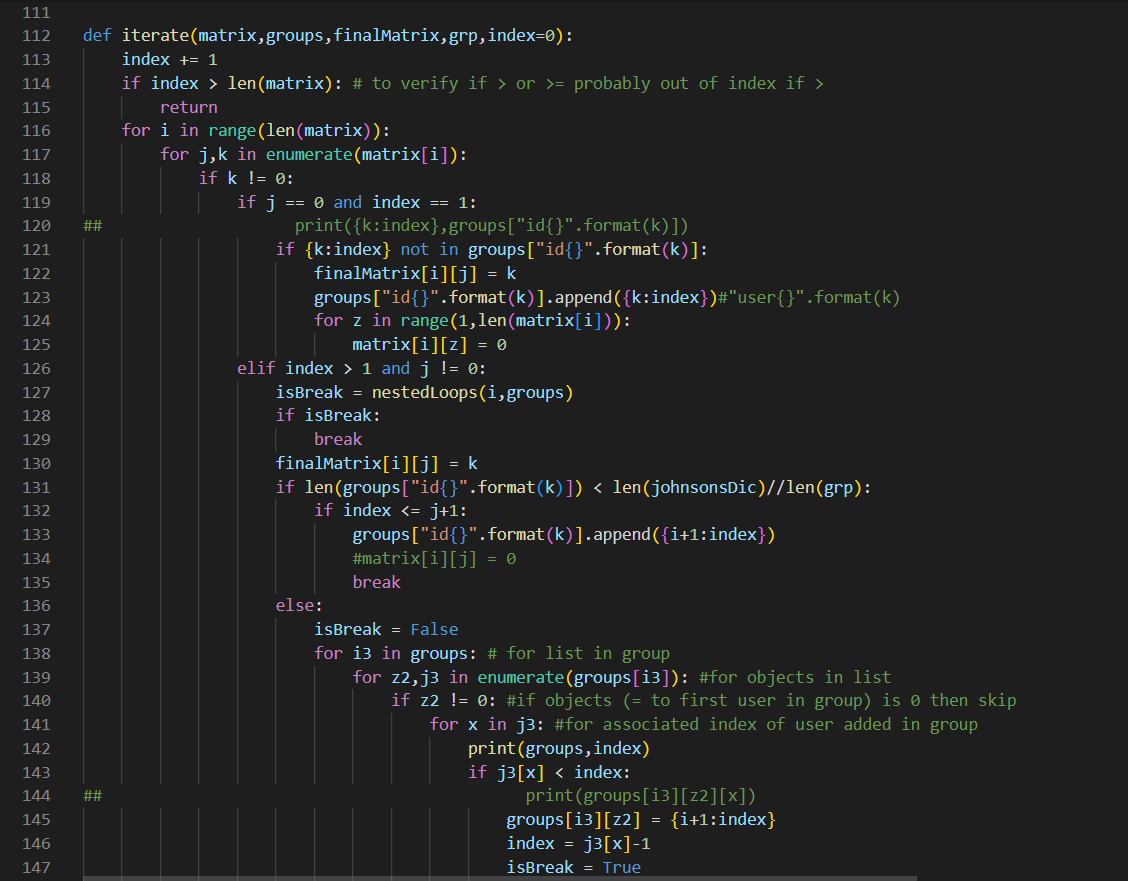 111
112 def iterate(matrix,groups,finalMatrix,grp,index=0):
113     index += 1
114     if index > len(matrix): # to verify if > or >= probably out of index if >
115         return
116     for i in range(len(matrix)):
117         for j,k in enumerate(matrix[i]):
118             if k != 0:
119                 if j == 0 and index == 1:
120 ##                    print({k:index},groups["id{}".format(k)])
121                     if {k:index} not in groups["id{}".format(k)]:
122                         finalMatrix[i][j] = k
123                         groups["id{}".format(k)].append({k:index})#"user{}".format(k)
124                         for z in range(1,len(matrix[i])):
125                             matrix[i][z] = 0
126                 elif index > 1 and j != 0:
127                     isBreak = nestedLoops(i,groups)
128                     if isBreak:
129                         break
130                     finalMatrix[i][j] = k
131                     if len(groups["id{}".format(k)]) < len(johnsonsDic)//len(grp):
132                         if index <= j+1:
133                             groups["id{}".format(k)].append({i+1:index})
134                             #matrix[i][j] = 0
135                             break
136                     else:
137                         isBreak = False
138                         for i3 in groups: # for list in group
139                             for z2,j3 in enumerate(groups[i3]): #for objects in list
140                                 if z2 != 0: #if objects (= to first user in group) is 0 then skip
141                                     for x in j3: #for associated index of user added in group
142                                         print(groups,index)
143                                         if j3[x] < index:
144 ##                                            print(groups[i3][z2][x])
145                                             groups[i3][z2] = {i+1:index}
146                                             index = j3[x]-1
147                                             isBreak = True